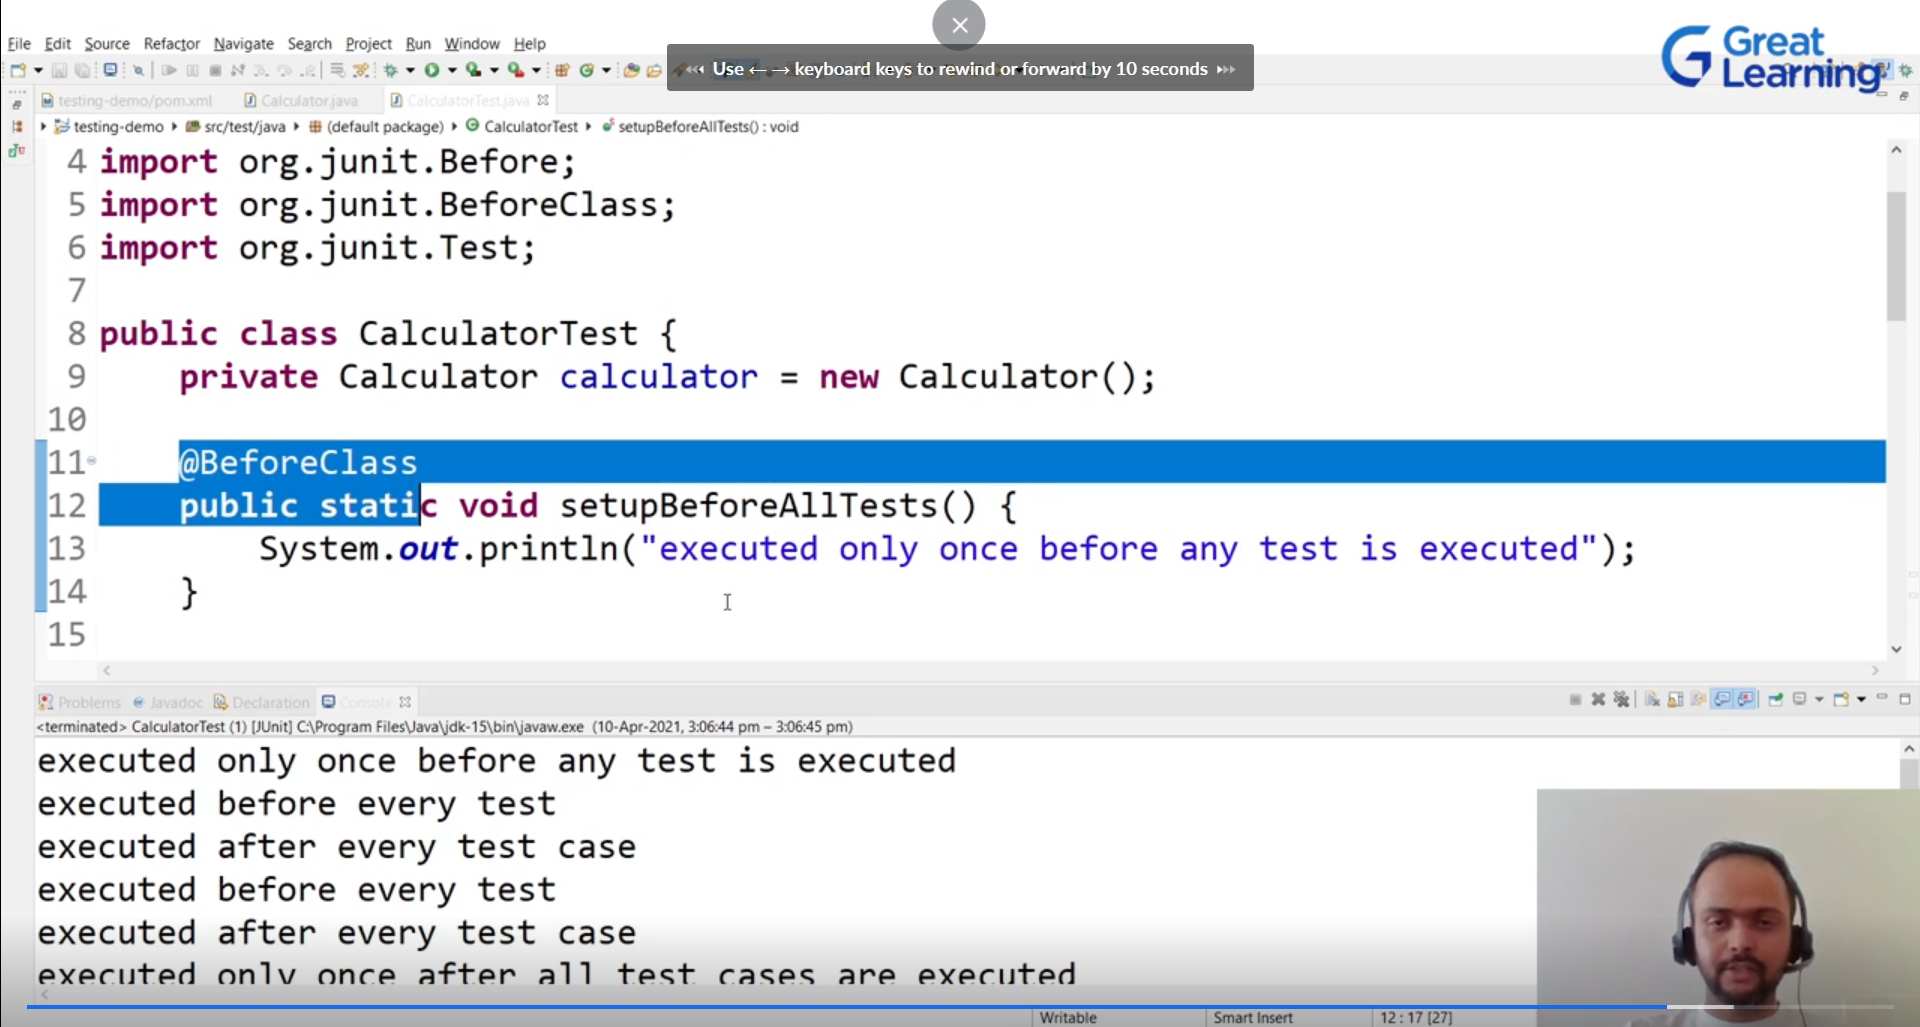 Great
Learning
File Edit Source Refactor Navigate Search Project Run Window Help
Use ←→ keyboard keys to rewind or forward by 10 seconds
testing-demo/pom.xml Calculator.java CalculatorTest.java
testing-demo src/test/java (default package) CalculatorTest setupBeforeAllTests() : void
4 import org.junit.Before;
5 import org.junit.BeforeClass;
6 import org.junit.Test;
7
8 public class CalculatorTest {
9 private Calculator calculator = new Calculator();
10
11 @BeforeClass
12 public static void setupBeforeAllTests() {
13 System.out.println("executed only once before any test is executed");
14 }
15
Problems Javadoc Declaration Console
<terminated> CalculatorTest (1) [JUnit] C:\Program Files\Java\jdk-15\bin\javaw.exe (10-Apr-2021, 3:06:44 pm – 3:06:45 pm)
executed only once before any test is executed
executed before every test
executed after every test case
executed before every test
executed after every test case
executed only once after all test cases are executed
Writable Smart Insert 12 : 17 [27]